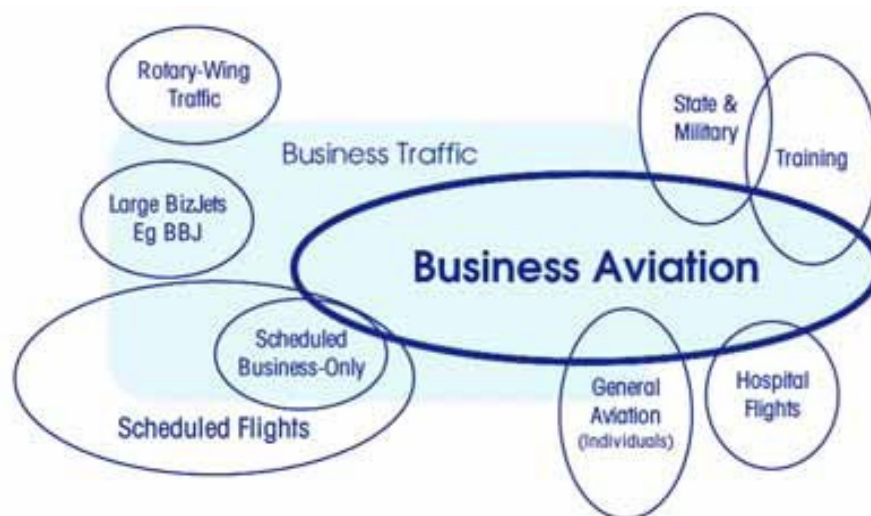 Rotary-Wing
Traffic
State &
Military
Training
Business Traffic
Large BizJets
Eg BBJ
Business Aviation
Scheduled
Business-Only
Scheduled Flights
General
Aviation
(Individuals)
Hospital
Flights